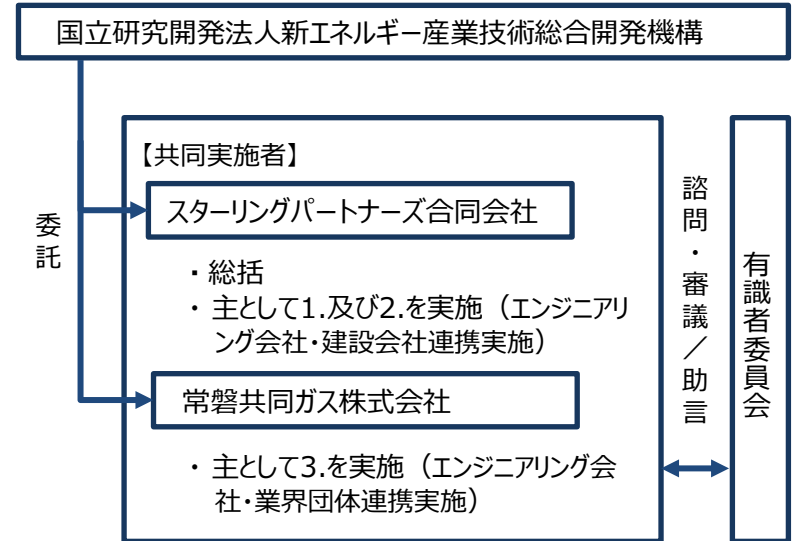 国立研究開発法人新エネルギー産業技術総合開発機構
委託
【共同実施者】
スターリングパートナーズ合同会社
・総括
・主として1.及び2.を実施（エンジニアリ
ング会社・建設会社連携実施）
常磐共同ガス株式会社
・主として3.を実施（エンジニアリング会
社・業界団体連携実施）
諮問・審議／助言
有識者委員会